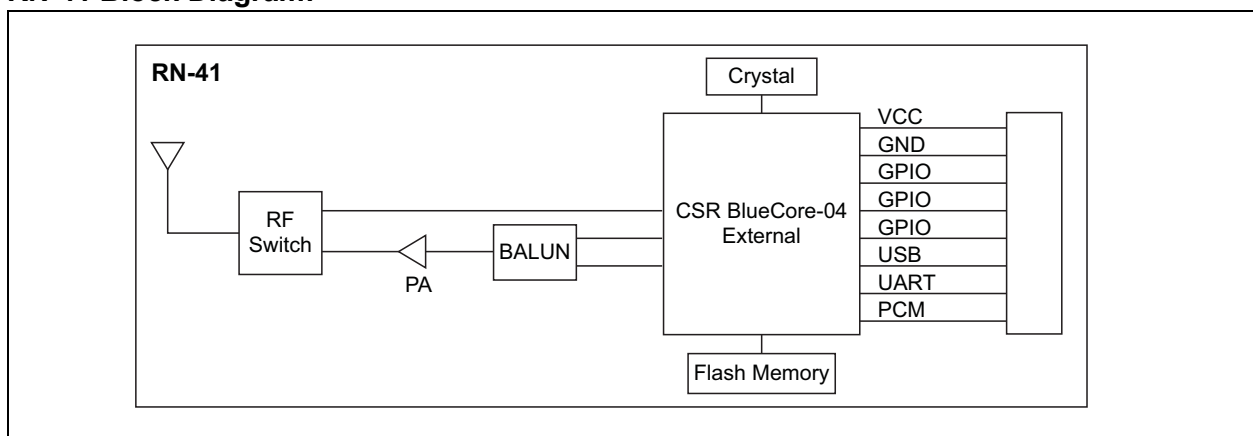 RN-41
Crystal
VCC
GND
GPIO
GPIO
GPIO
USB
UART
PCM
RF
Switch
PA
BALUN
CSR BlueCore-04
External
Flash Memory